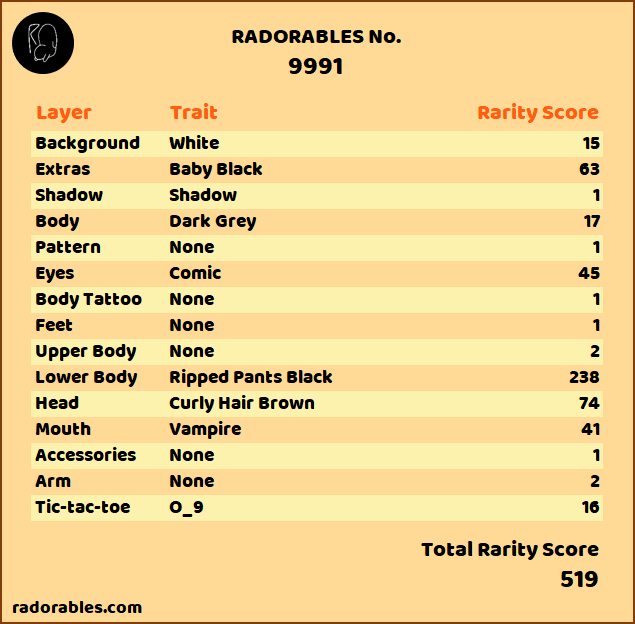 RADORABLES No.
9991
Layer Trait Rarity Score
Background White 15
Extras Baby Black 63
Shadow Shadow 1
Body Dark Grey 17
Pattern None 1
Eyes Comic 45
Body Tattoo None 1
Feet None 1
Upper Body None 2
Lower Body Ripped Pants Black 238
Head Curly Hair Brown 74
Mouth Vampire 41
Accessories None 1
Arm None 2
Tic-tac-toe O_9 16
Total Rarity Score
519
radorables.com